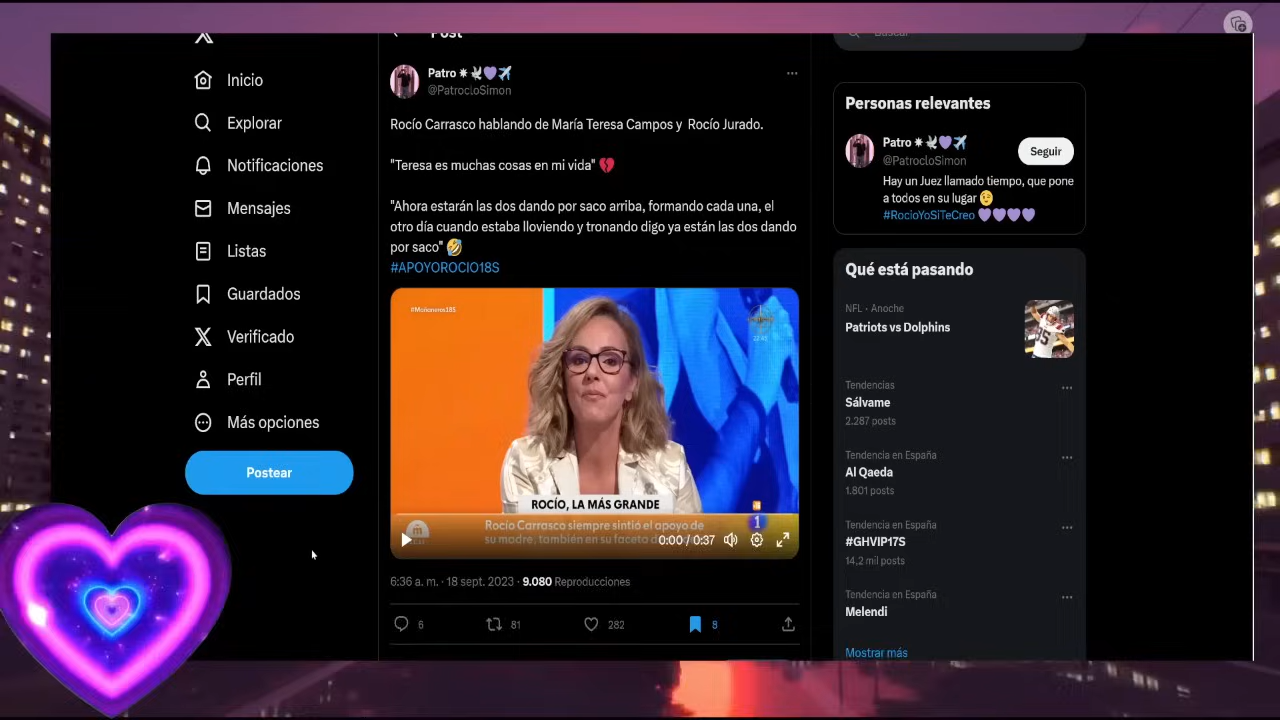 Post
Buscar
Inicio
Explorar
Notificaciones
Mensajes
Listas
Guardados
Verificado
Perfil
Más opciones
Postear
Patro
@PatrocloSimon
Rocío Carrasco hablando de María Teresa Campos y Rocío Jurado.
"Teresa es muchas cosas en mi vida" 💔
"Ahora estarán las dos dando por saco arriba, formando cada una, el
otro día cuando estaba lloviendo y tronando digo ya están las dos dando
por saco" 🤣
#APOYOROCIO18S
#Mañaneros18S
12:45
ROCÍO, LA MÁS GRANDE
Rocío Carrasco siempre sintió el apoyo de
su madre, también en su faceta
1
0:00 / 0:37
6:36 a. m. · 18 sept. 2023 · 9.080 Reproducciones
6
81
282
8
Personas relevantes
Patro
@PatrocloSimon
Seguir
Hay un Juez llamado tiempo, que pone
a todos en su lugar
#RocioYoSiTeCreo 💜💜💜💜
Qué está pasando
NFL · Anoche
Patriots vs Dolphins
Tendencias
Sálvame
2.287 posts
Tendencia en España
Al Qaeda
1.801 posts
Tendencia en España
#GHVIP17S
14,2 mil posts
Tendencia en España
Melendi
Mostrar más